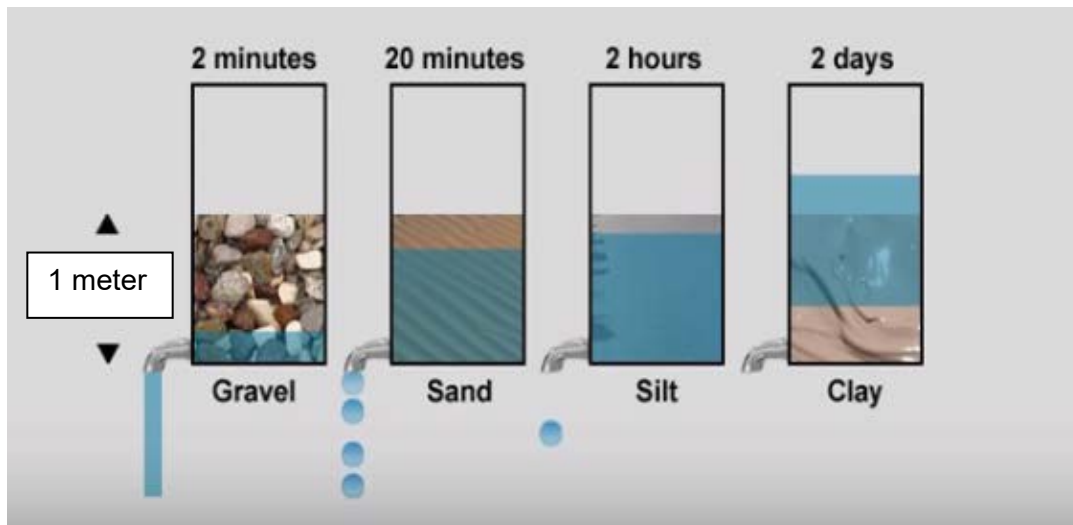 2 minutes
20 minutes
2 hours
2 days
1 meter
Gravel
Sand
Silt
Clay